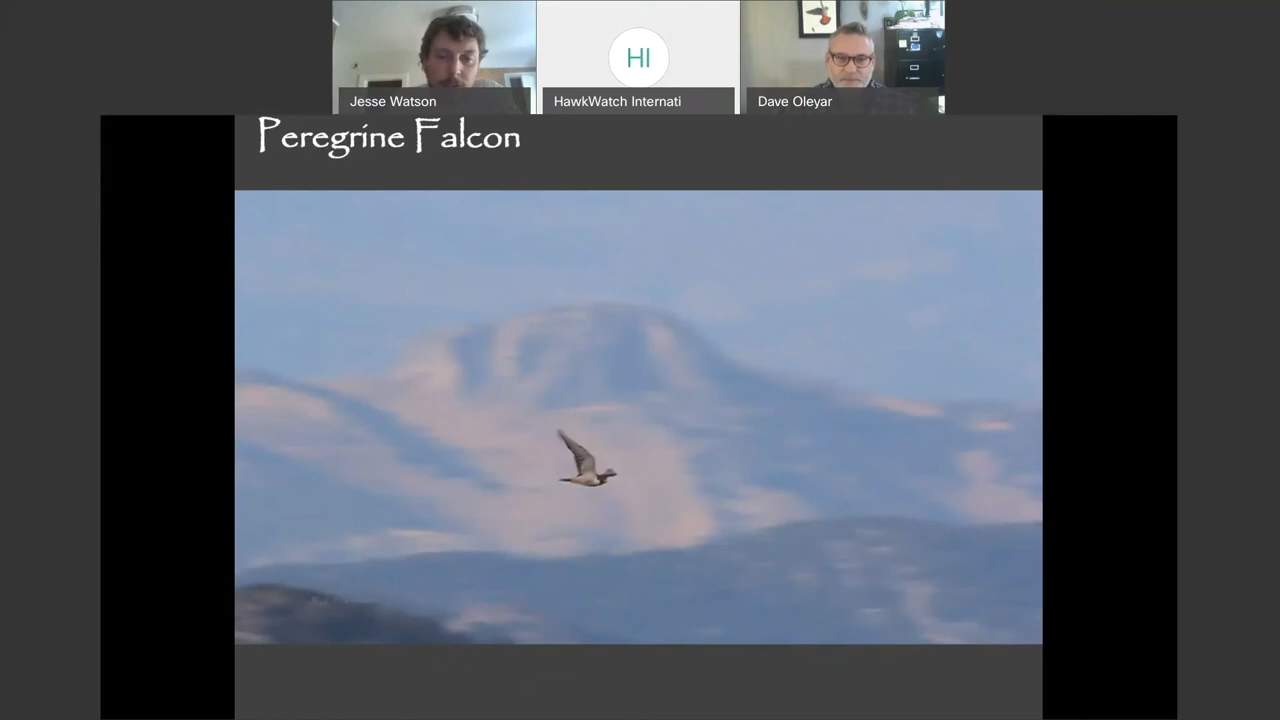 HI
Jesse Watson
HawkWatch Internati
Dave Oleyar
Peregrine Falcon